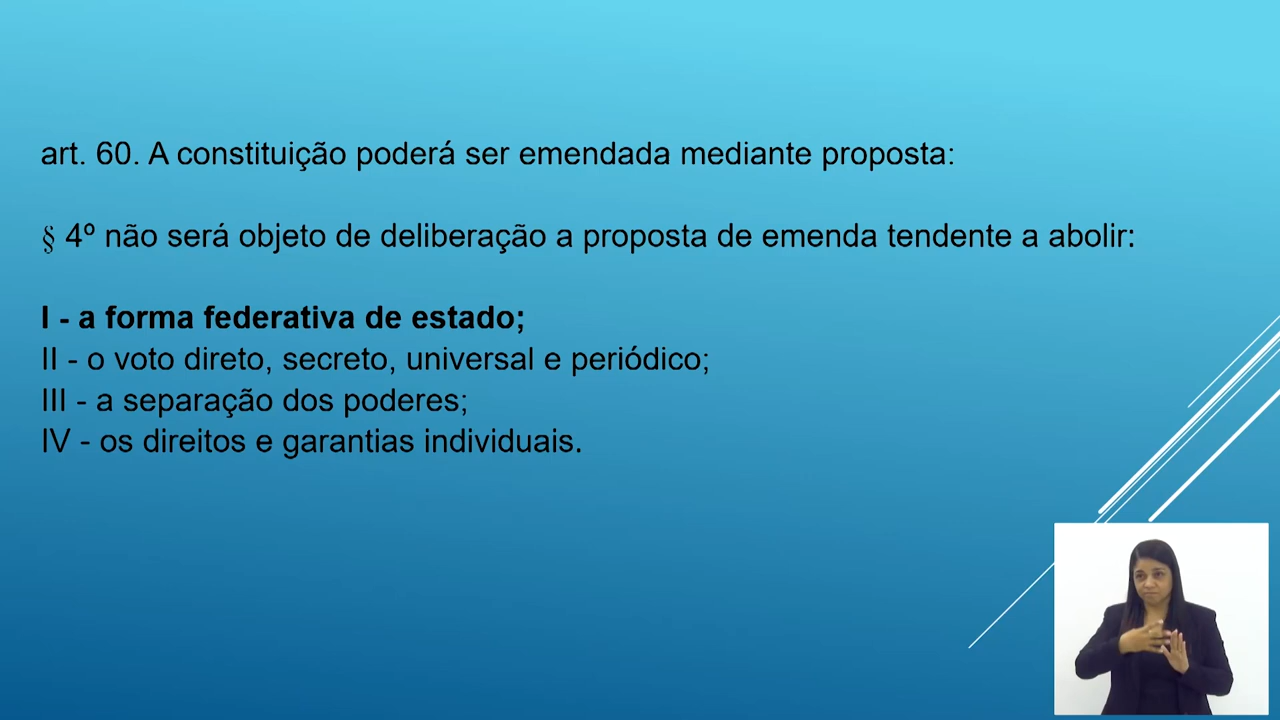 art. 60. A constituição poderá ser emendada mediante proposta:
§ 4º não será objeto de deliberação a proposta de emenda tendente a abolir:
I - a forma federativa de estado;
II - o voto direto, secreto, universal e periódico;
III - a separação dos poderes;
IV - os direitos e garantias individuais.